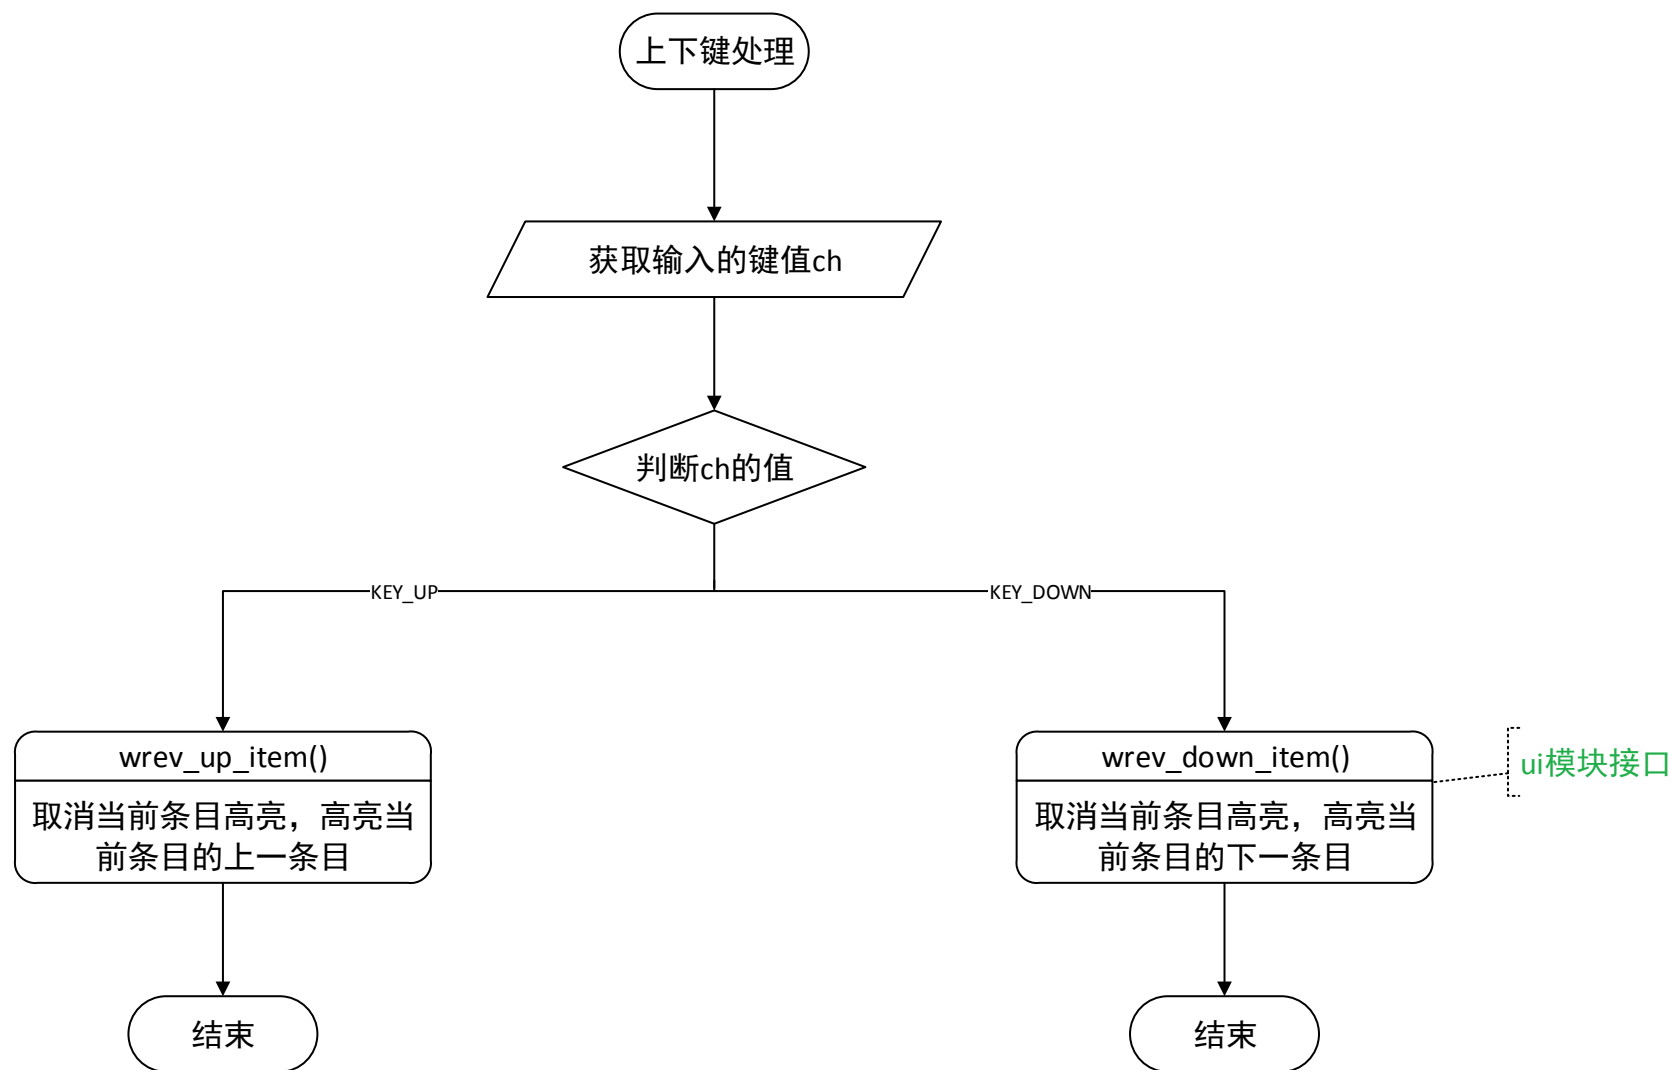 上下键处理
获取输入的键值ch
判断ch的值
KEY_UP
KEY_DOWN
wrev_up_item()
取消当前条目高亮，高亮当
前条目的上一条目
wrev_down_item()
取消当前条目高亮，高亮当
前条目的下一条目
ui模块接口
结束
结束